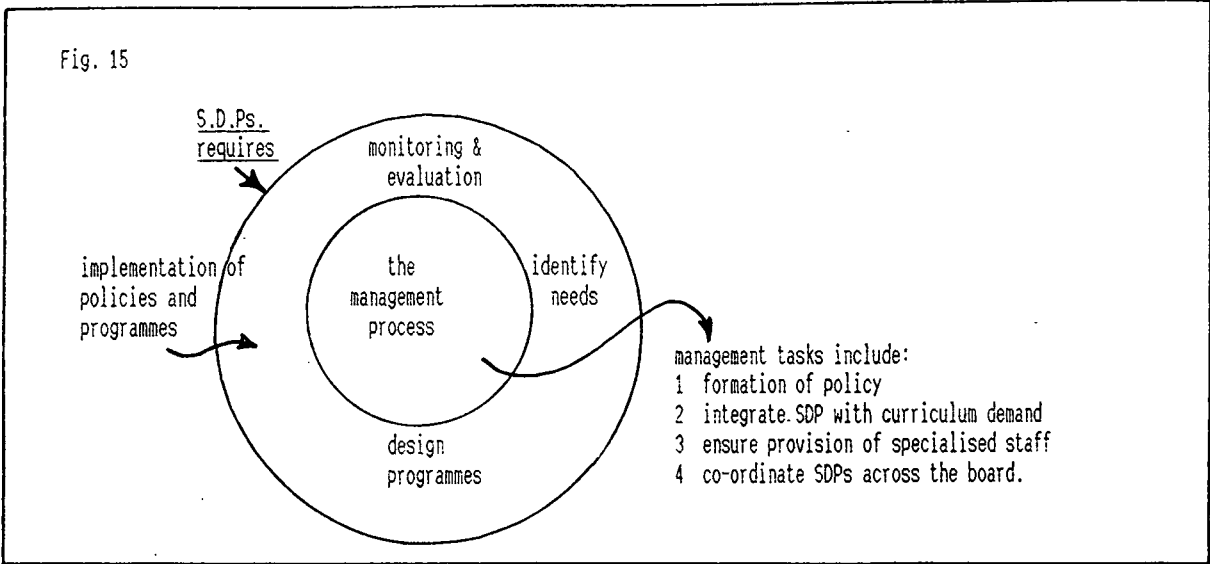 Fig. 15
S.D.Ps.
requires
monitoring &
evaluation
implementation of
policies and
programmes
the
management
process
identify
needs
design
programmes
management tasks include:
1 formation of policy
2 integrate SDP with curriculum demand
3 ensure provision of specialised staff
4 co-ordinate SDPs across the board.